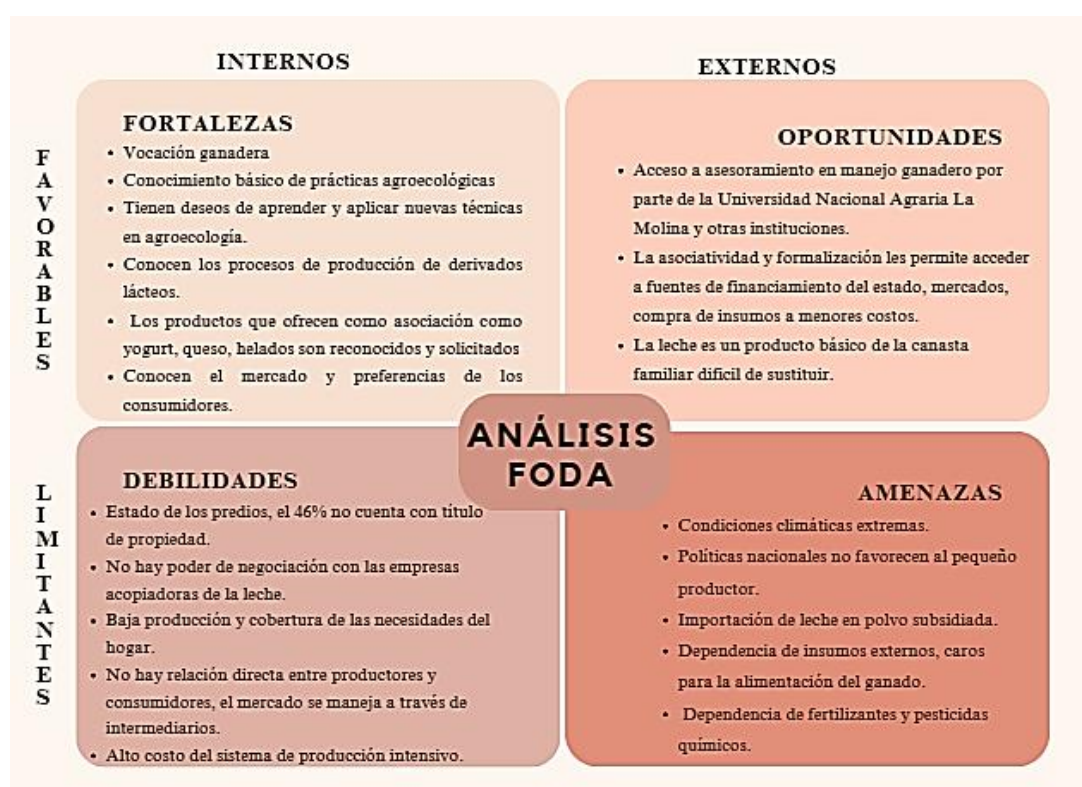 INTERNOS
EXTERNOS
FAVORABLES
FORTALEZAS
• Vocación ganadera
• Conocimiento básico de prácticas agroecológicas
• Tienen deseos de aprender y aplicar nuevas técnicas
en agroecología.
• Conocen los procesos de producción de derivados
lácteos.
• Los productos que ofrecen como asociación como
yogurt, queso, helados son reconocidos y solicitados
• Conocen el mercado y preferencias de los
consumidores.
OPORTUNIDADES
• Acceso a asesoramiento en manejo ganadero por
parte de la Universidad Nacional Agraria La
Molina y otras instituciones.
• La asociatividad y formalización les permite acceder
a fuentes de financiamiento del estado, mercados,
compra de insumos a menores costos.
• La leche es un producto básico de la canasta
familiar dificil de sustituir.
ANÁLISIS
FODA
LIMITANTES
DEBILIDADES
• Estado de los predios, el 46% no cuenta con título
de propiedad.
• No hay poder de negociación con las empresas
acopiadoras de la leche.
• Baja producción y cobertura de las necesidades del
hogar.
• No hay relación directa entre productores y
consumidores, el mercado se maneja a través de
intermediarios.
• Alto costo del sistema de producción intensivo.
AMENAZAS
• Condiciones climáticas extremas.
• Políticas nacionales no favorecen al pequeño
productor.
• Importación de leche en polvo subsidiada.
• Dependencia de insumos externos, caros
para la alimentación del ganado.
• Dependencia de fertilizantes y pesticidas
químicos.